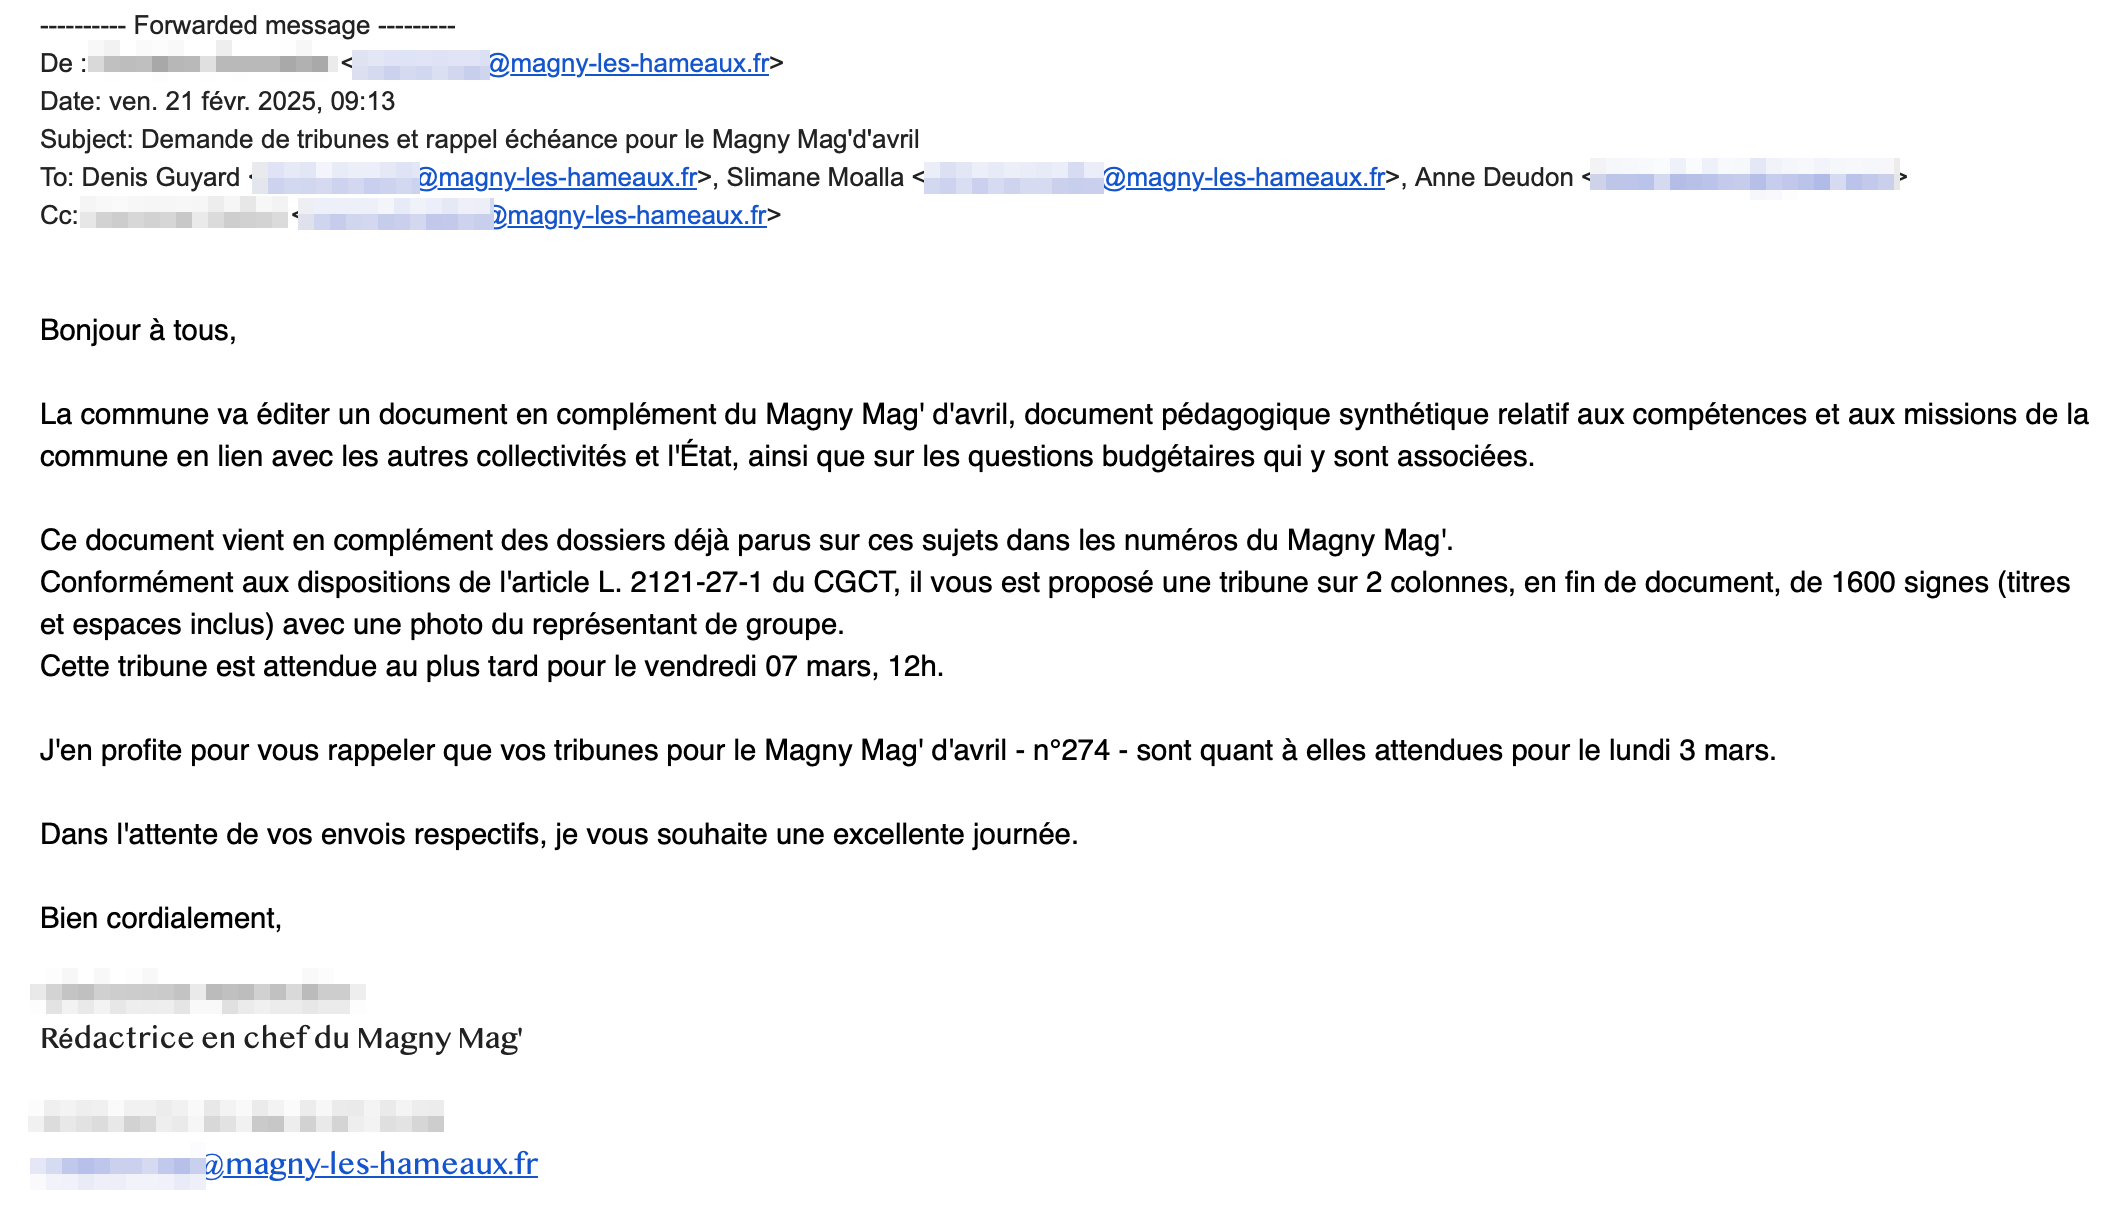 ---------- Forwarded message ---------
De : <@magny-les-hameaux.fr>
Date: ven. 21 févr. 2025, 09:13
Subject: Demande de tribunes et rappel échéance pour le Magny Mag'd'avril
To: Denis Guyard <@magny-les-hameaux.fr>, Slimane Moalla <@magny-les-hameaux.fr>, Anne Deudon <>
Cc: <@magny-les-hameaux.fr>
Bonjour à tous,
La commune va éditer un document en complément du Magny Mag' d'avril, document pédagogique synthétique relatif aux compétences et aux missions de la
commune en lien avec les autres collectivités et l'État, ainsi que sur les questions budgétaires qui y sont associées.
Ce document vient en complément des dossiers déjà parus sur ces sujets dans les numéros du Magny Mag'.
Conformément aux dispositions de l'article L. 2121-27-1 du CGCT, il vous est proposé une tribune sur 2 colonnes, en fin de document, de 1600 signes (titres
et espaces inclus) avec une photo du représentant de groupe.
Cette tribune est attendue au plus tard pour le vendredi 07 mars, 12h.
J'en profite pour vous rappeler que vos tribunes pour le Magny Mag' d'avril - n°274 - sont quant à elles attendues pour le lundi 3 mars.
Dans l'attente de vos envois respectifs, je vous souhaite une excellente journée.
Bien cordialement,
Rédactrice en chef du Magny Mag'
@magny-les-hameaux.fr